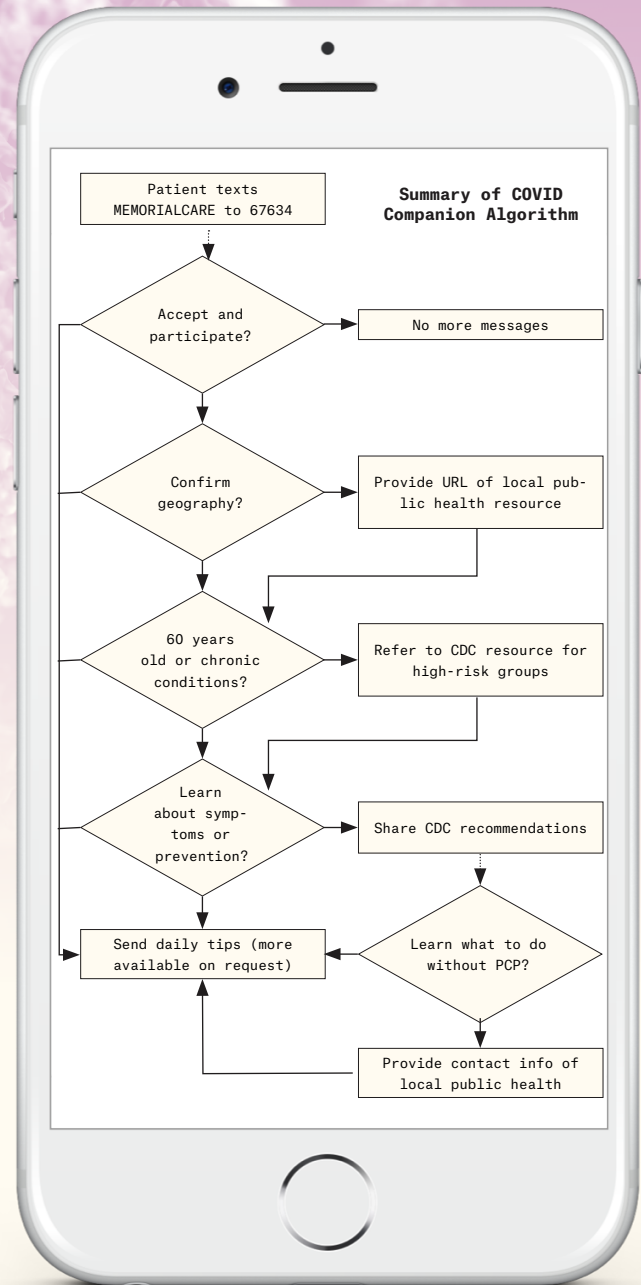 Patient texts
MEMORIALCARE to 67634
Summary of COVID
Companion Algorithm
Accept and
participate?
No more messages
Confirm
geography?
Provide URL of local pub-
lic health resource
60 years
old or chronic
conditions?
Refer to CDC resource for
high-risk groups
Learn
about symp-
toms or
prevention?
Share CDC recommendations
Send daily tips (more
available on request)
Learn what to do
without PCP?
Provide contact info of
local public health